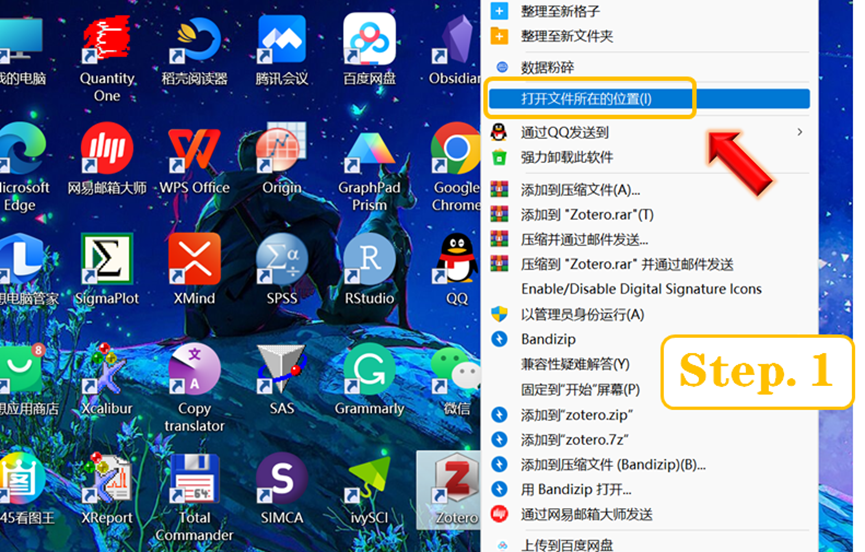 我的电脑
Quantity_
One
稻壳阅读器
腾讯会议
百度网盘
Obsidian
Microsoft
Edge
网易邮箱大师
WPS Office
Origin
GraphPad
Prism
Google
Chrome
想电脑管家
SigmaPlot
XMind
SPSS
RStudio
QQ
8
想应用商店
Xcalibur
Copy
translator
SAS
Grammarly
微信
45看图王
XReport
Total
Commander
SIMCA
ivySCI
Zotero
整理至新格子
整理至新文件夹
数据粉碎
打开文件所在的位置(I)
通过QQ发送到
强力卸载此软件
添加到压缩文件(A)...
添加到 "Zotero.rar"(T)
压缩并通过邮件发送...
压缩到 "Zotero.rar" 并通过邮件发送
Enable/Disable Digital Signature Icons
以管理员身份运行(A)
Bandizip
兼容性疑难解答(Y)
固定到"开始"屏幕(P)
添加到"zotero.zip"
添加到"zotero.7z"
添加到压缩文件 (Bandizip)(B)...
用 Bandizip 打开...
通过网易邮箱大师发送
上传到百度网盘
Step. 1